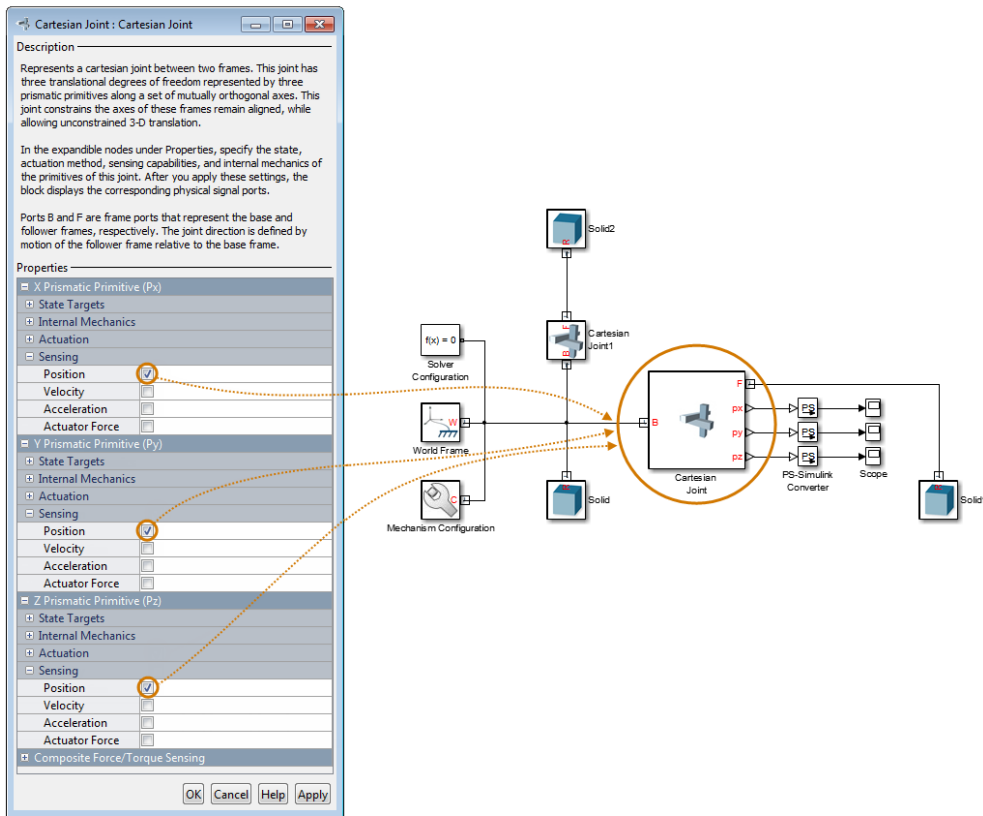 Cartesian Joint : Cartesian Joint
Description
Represents a cartesian joint between two frames. This joint has
three translational degrees of freedom represented by three
prismatic primitives along a set of mutually orthogonal axes. This
joint constrains the axes of these frames remain aligned, while
allowing unconstrained 3-D translation.
In the expandible nodes under Properties, specify the state,
actuation method, sensing capabilities, and internal mechanics of
the primitives of this joint. After you apply these settings, the
block displays the corresponding physical signal ports.
Ports B and F are frame ports that represent the base and
follower frames, respectively. The joint direction is defined by
motion of the follower frame relative to the base frame.
Properties
X Prismatic Primitive (Px)
State Targets
Internal Mechanics
Actuation
Sensing
Position
Velocity
Acceleration
Actuator Force
Y Prismatic Primitive (Py)
State Targets
Internal Mechanics
Actuation
Sensing
Position
Velocity
Acceleration
Actuator Force
Z Prismatic Primitive (Pz)
State Targets
Internal Mechanics
Actuation
Sensing
Position
Velocity
Acceleration
Actuator Force
Composite Force/Torque Sensing
OK Cancel Help Apply
R
Solid2
F
B
Cartesian
Joint1
f(x) = 0
Solver
Configuration
W
World Frame
C
Mechanism Configuration
Solid
B
F
px
py
pz
Cartesian
Joint
PS
PS
PS
PS-Simulink
Converter
Scope
Solid1